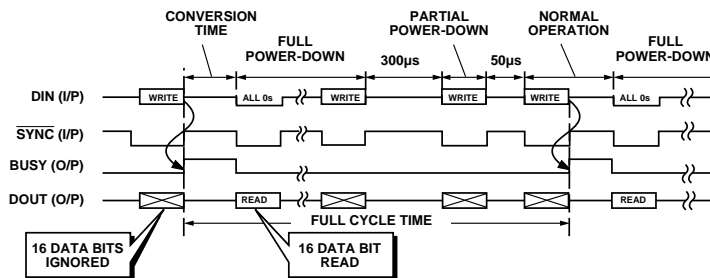 CONVERSION
TIME
FULL
POWER-DOWN
PARTIAL
POWER-DOWN
NORMAL
OPERATION
FULL
POWER-DOWN
300µs
50µs
DIN (I/P)
WRITE
ALL 0s
WRITE
WRITE
WRITE
ALL 0s
SYNC (I/P)
BUSY (O/P)
DOUT (O/P)
READ
READ
FULL CYCLE TIME
16 DATA BITS
IGNORED
16 DATA BIT
READ